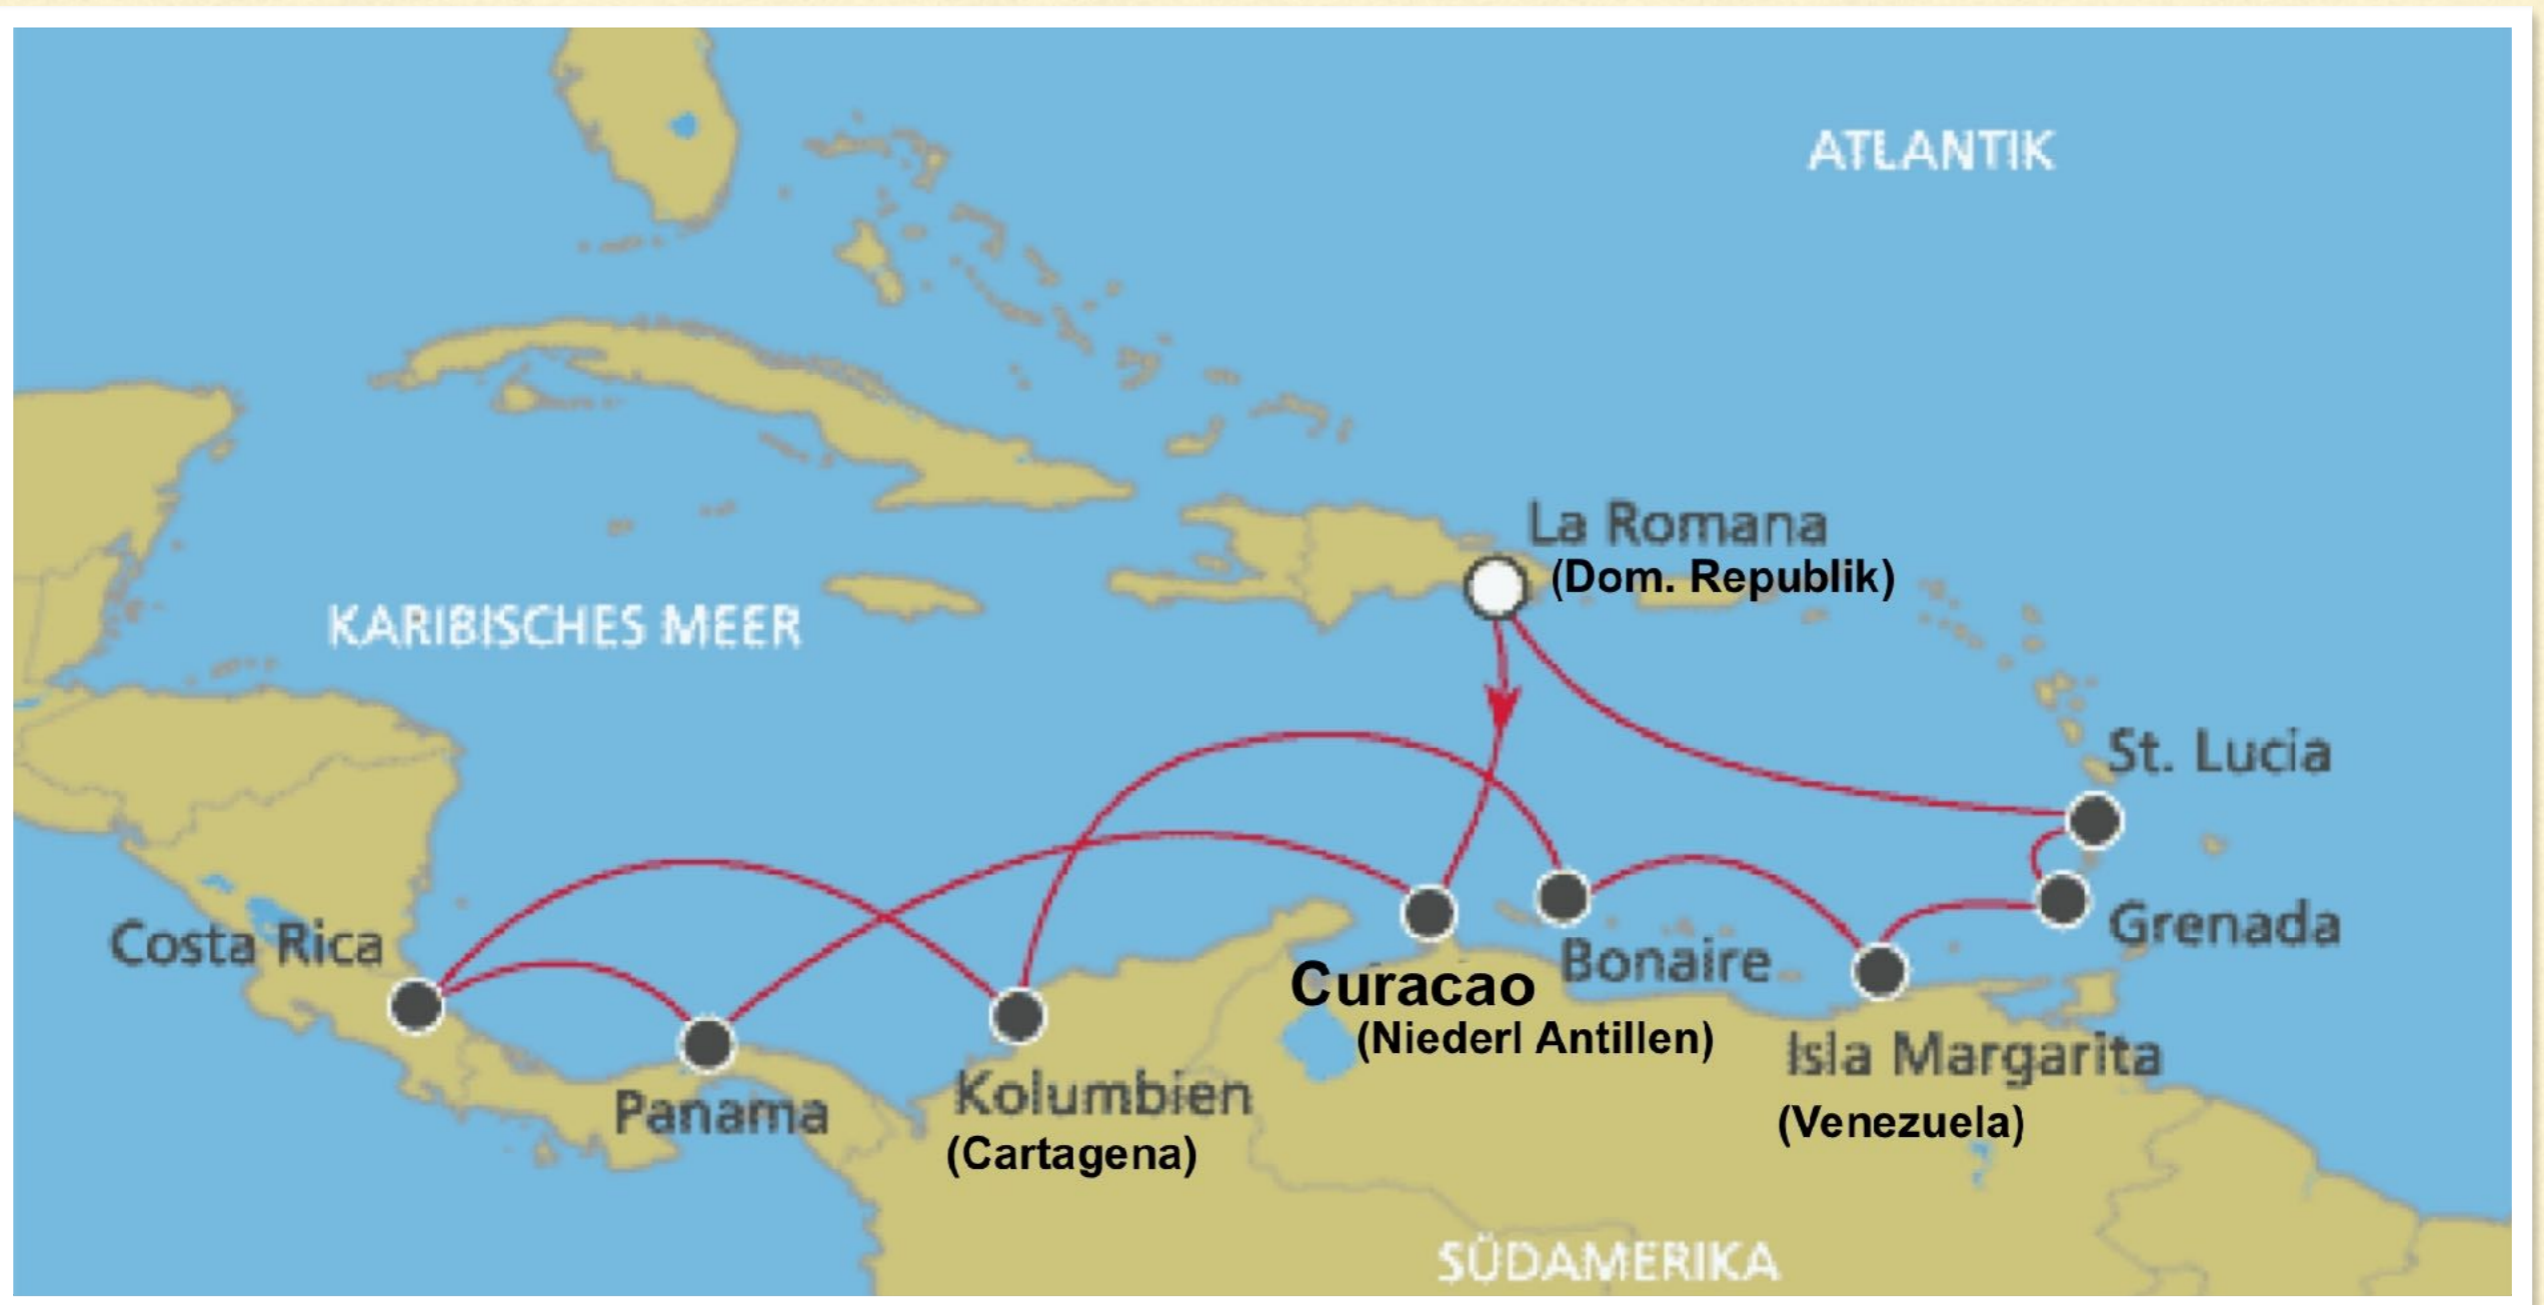 ATLANTIK
La Romana
(Dom. Republik)
KARIBISCHES MEER
St. Lucia
Costa Rica
Grenada
Bonaire
Curacao
(Niederl Antillen)
Isla Margarita
(Venezuela)
Kolumbien
(Cartagena)
Panama
SÜDAMERIKA